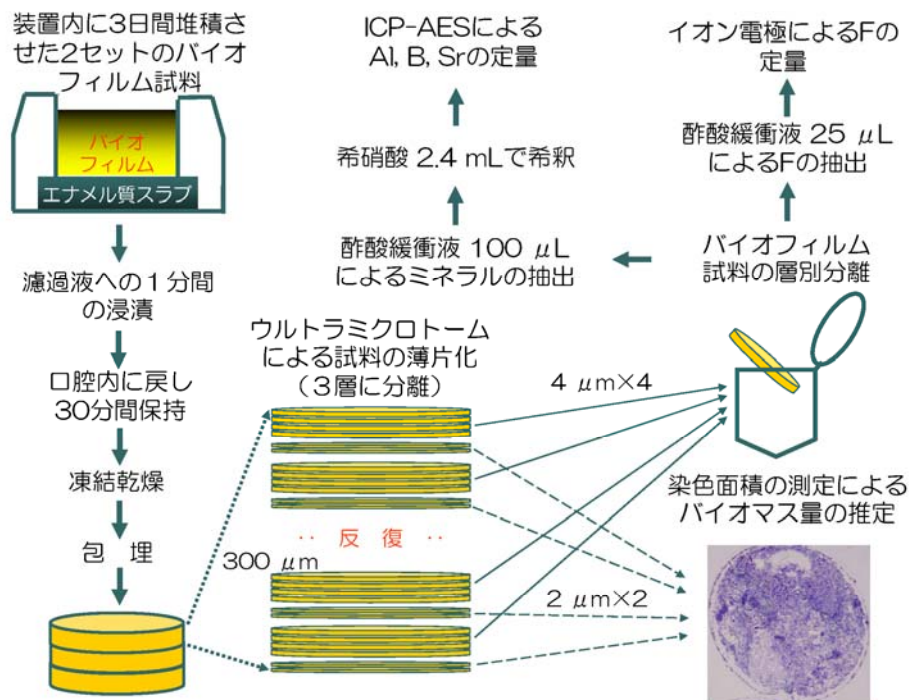 装置内に3日間堆積さ
せた2セットのバイオ
フィルム試料
バイオ
フィルム
エナメル質スラブ
濾過液への1分間
の浸漬
口腔内に戻し
30分間保持
凍結乾燥
包 埋
ICP-AESによる
Al, B, Srの定量
希硝酸 2.4 mLで希釈
酢酸緩衝液 100 μL
によるミネラルの抽出
イオン電極によるFの
定量
酢酸緩衝液 25 μL
によるFの抽出
バイオフィルム
試料の層別分離
ウルトラミクロトーム
による試料の薄片化
(3層に分離)
4 μm×4
‥ 反 復 ‥
300 μm
2 μm×2
染色面積の測定による
バイオマス量の推定